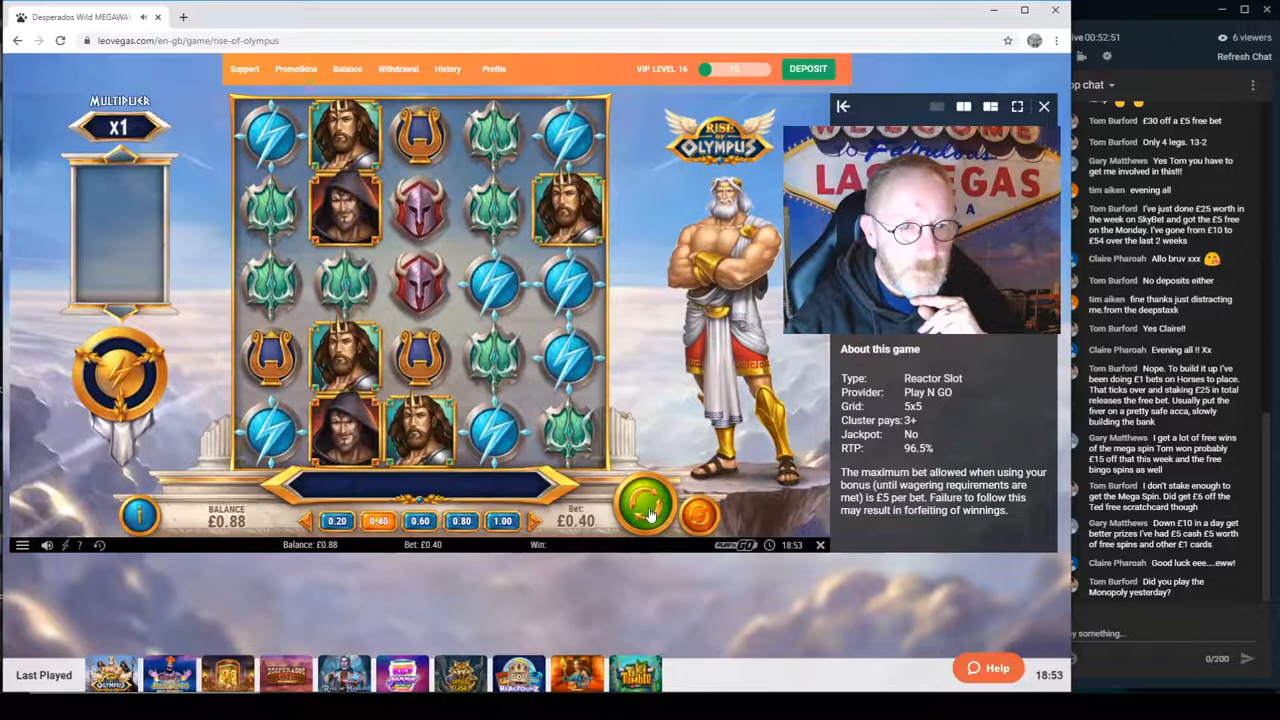 Desperados Wild MEGAWAY
leovegas.com/en-gb/game/rise-of-olympus
ive 00:52:51
6 viewers
Refresh Chat
op chat
Support Promotions Balance Withdrawal History Profile
VIP LEVEL 16
1%
DEPOSIT
MULTIPLIER
x1
RISE OF
OLYMPUS
WELCOME
to Fabulous
LAS VEGAS
A
About this game
Type: Reactor Slot
Provider: Play N GO
Grid: 5x5
Cluster pays: 3+
Jackpot: No
RTP: 96.5%
The maximum bet allowed when using your
bonus (until wagering requirements are
met) is £5 per bet. Failure to follow this
may result in forfeiting of winnings.
BALANCE
£0.88
0.20 0.40 0.60 0.80 1.00
Bet:
£0.40
Balance: £0.88
Bet: £0.40
Win:
PLAY'N GO
18:53
Last Played
Help
18:53
Tom Burford £30 off a £5 free bet
Tom Burford Only 4 legs. 13-2
Gary Matthews Yes Tom you have to
get me involved in this!!!
tim aiken evening all
Tom Burford I've just done £25 worth in
the week on SkyBet and got the £5 free
on the Monday. I've gone from £10 to
£54 over the last 2 weeks
Claire Pharoah Allo bruv xxx
Tom Burford No deposits either
tim aiken fine thanks just distracting
me.from the deepstaxk
Tom Burford Yes Claire!!
Claire Pharoah Evening all !! Xx
Tom Burford Nope. To build it up I've
been doing £1 bets on Horses to place.
That ticks over and staking £25 in total
releases the free bet. Usually put the
fiver on a pretty safe acca, slowly
building the bank
Gary Matthews I get a lot of free wins
of the mega spin Tom won probably
£15 off that this week and the free
bingo spins as well
Tom Burford I don't stake enough to
get the Mega Spin. Did get £6 off the
Ted free scratchcard though
Gary Matthews Down £10 in a day get
better prizes I've had £5 cash £5 worth
of free spins and other £1 cards
Claire Pharoah Good luck eee....eww!
Tom Burford Did you play the
Monopoly yesterday?
y something...
0/200